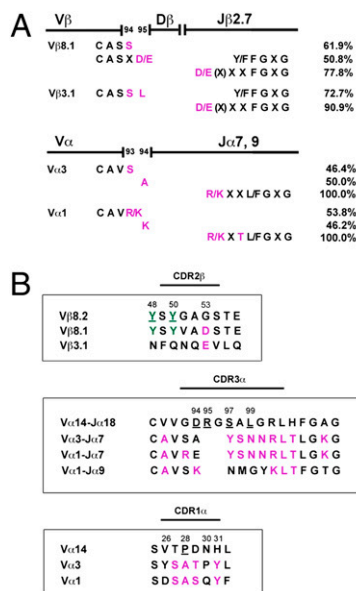 A
Vβ 94 95 Dβ Jβ2.7
Vβ8.1 C A S S 61.9%
C A S X D/E Y/F F G X G 50.8%
D/E (X) X X F G X G 77.8%
Vβ3.1 C A S S L Y/F F G X G 72.7%
D/E (X) X X F G X G 90.9%
Vα 93 94 Jα7, 9
Vα3 C A V S 46.4%
A 50.0%
R/K X X L/F G X G 100.0%
Vα1 C A V R/K 53.8%
K 46.2%
R/K X T L/F G X G 100.0%
B
CDR2β
48 50 53
Vβ8.2 Y S Y G A G S T E
Vβ8.1 Y S Y V A D S T E
Vβ3.1 N F Q N Q E V L Q
CDR3α
94 95 97 99
Vα14-Jα18 C V V G D R G S A L G R L H F G A G
Vα3-Jα7 C A V S A Y S N N R L T L G K G
Vα1-Jα7 C A V R E Y S N N R L T L G K G
Vα1-Jα9 C A V S K N M G Y K L T F G T G
CDR1α
26 28 30 31
Vα14 S V T P D N H L
Vα3 S Y S A T P Y L
Vα1 S D S A S Q Y F